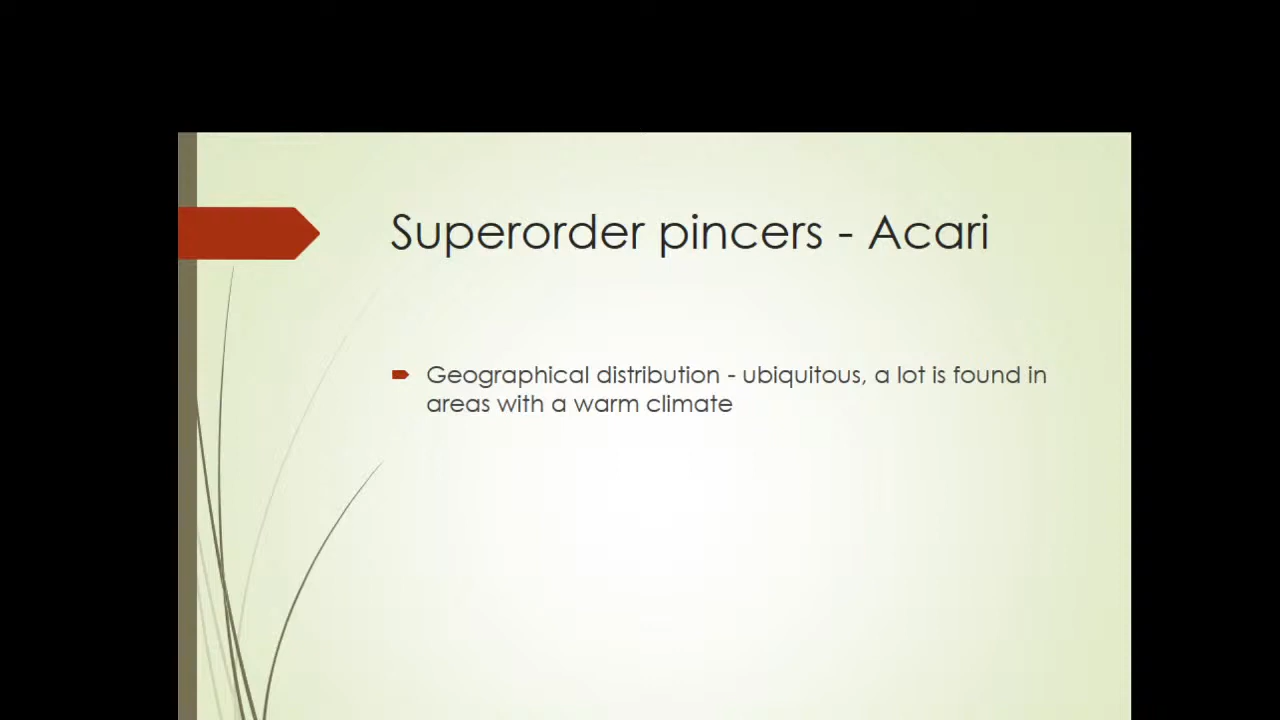 Superorder pincers - Acari
Geographical distribution - ubiquitous, a lot is found in
areas with a warm climate